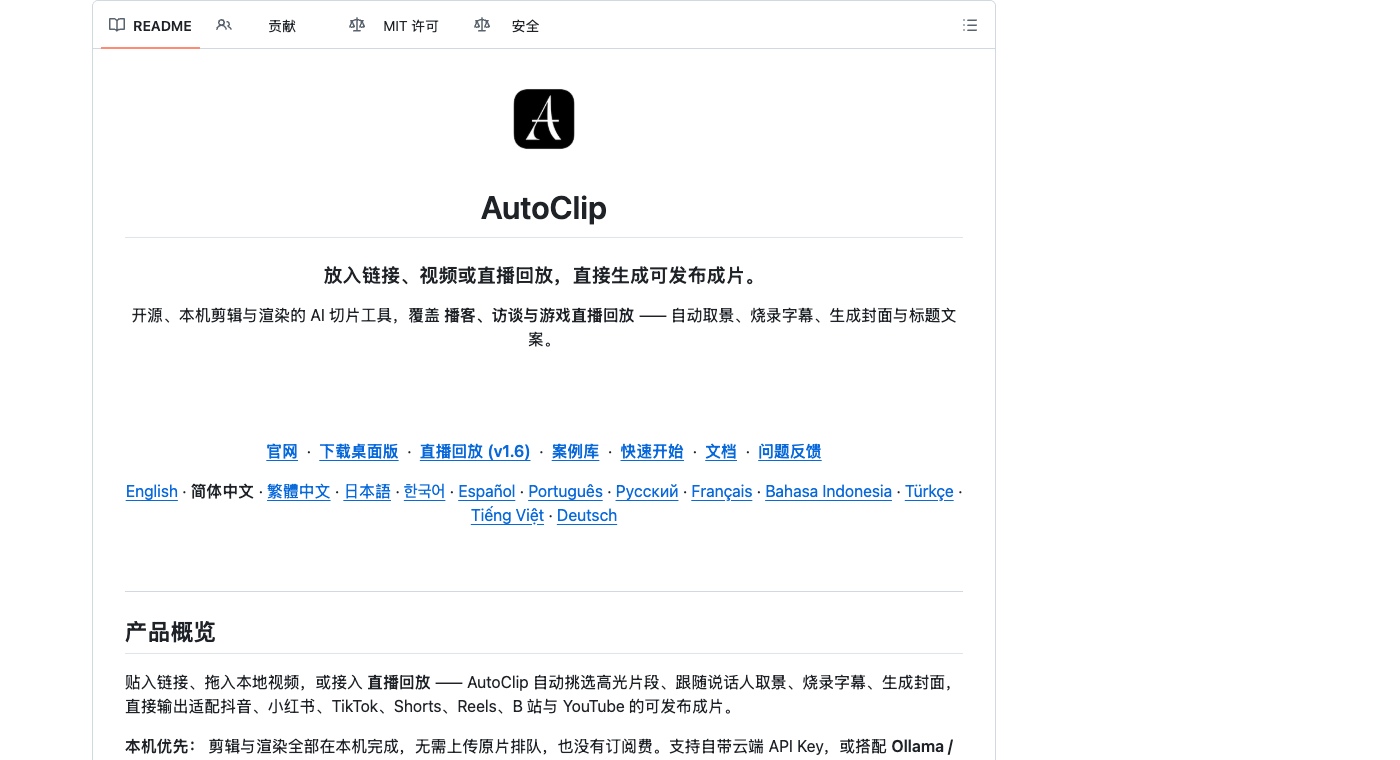 README 贡献 MIT 许可 安全
A
AutoClip
放入链接、视频或直播回放，直接生成可发布成片。
开源、本机剪辑与渲染的 AI 切片工具，覆盖 播客、访谈与游戏直播回放 —— 自动取景、烧录字幕、生成封面与标题文
案。
官网 · 下载桌面版 · 直播回放 (v1.6) · 案例库 · 快速开始 · 文档 · 问题反馈
English · 简体中文 · 繁體中文 · 日本語 · 한국어 · Español · Português · Русский · Français · Bahasa Indonesia · Türkçe ·
Tiếng Việt · Deutsch
产品概览
贴入链接、拖入本地视频，或接入 直播回放 —— AutoClip 自动挑选高光片段、跟随说话人取景、烧录字幕、生成封面，
直接输出适配抖音、小红书、TikTok、Shorts、Reels、B 站与 YouTube 的可发布成片。
本机优先： 剪辑与渲染全部在本机完成，无需上传原片排队，也没有订阅费。支持自带云端 API Key，或搭配 Ollama /